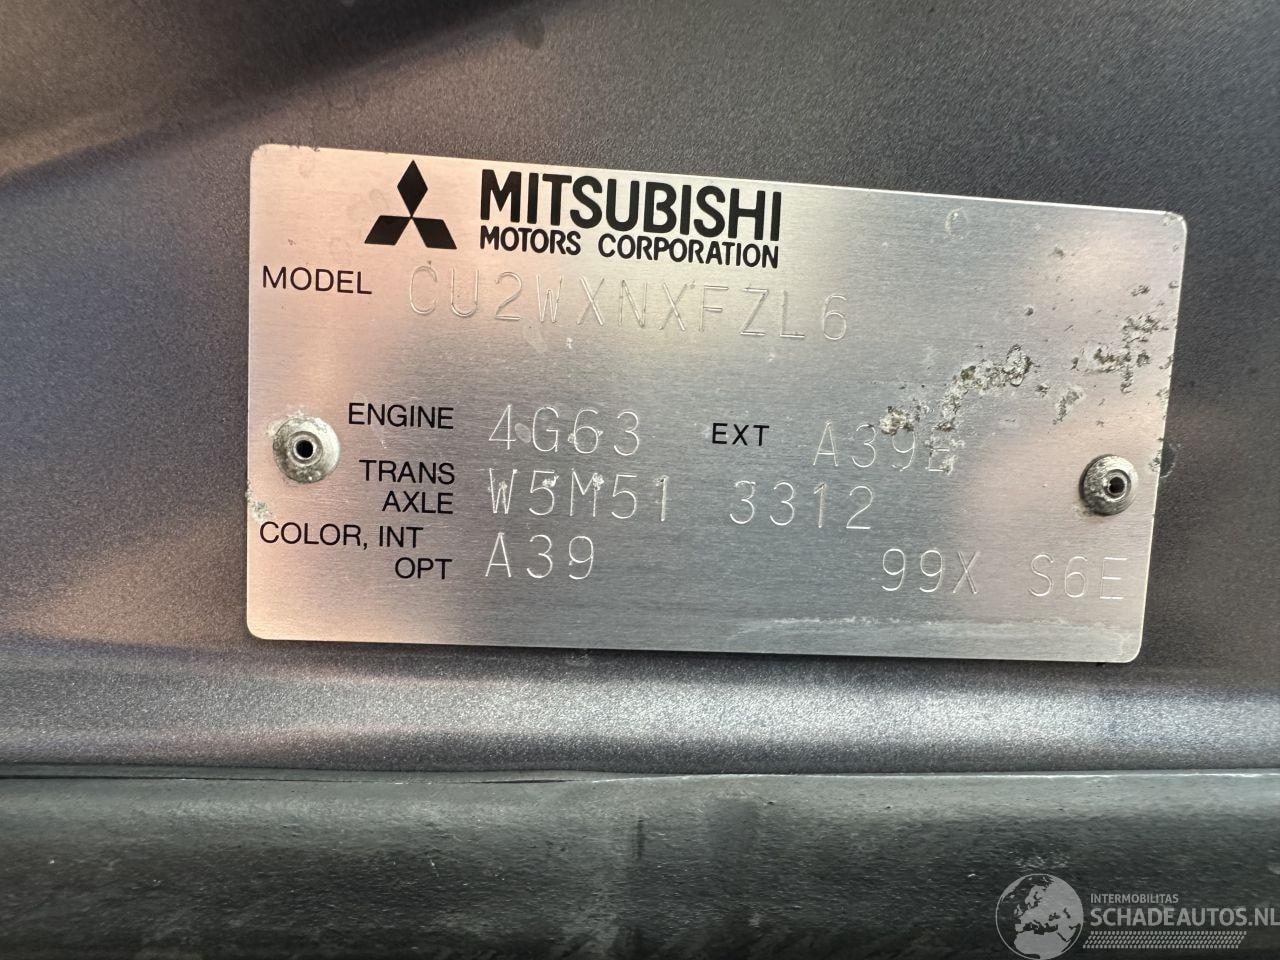 MITSUBISHI
MOTORS CORPORATION
MODEL CU2WXNXFZL6
ENGINE 4G63 EXT A39B
TRANS
AXLE W5M51 3312
COLOR, INT
OPT A39 99X S6E
INTERMOBILITAS
SCHADEAUTOS.NL